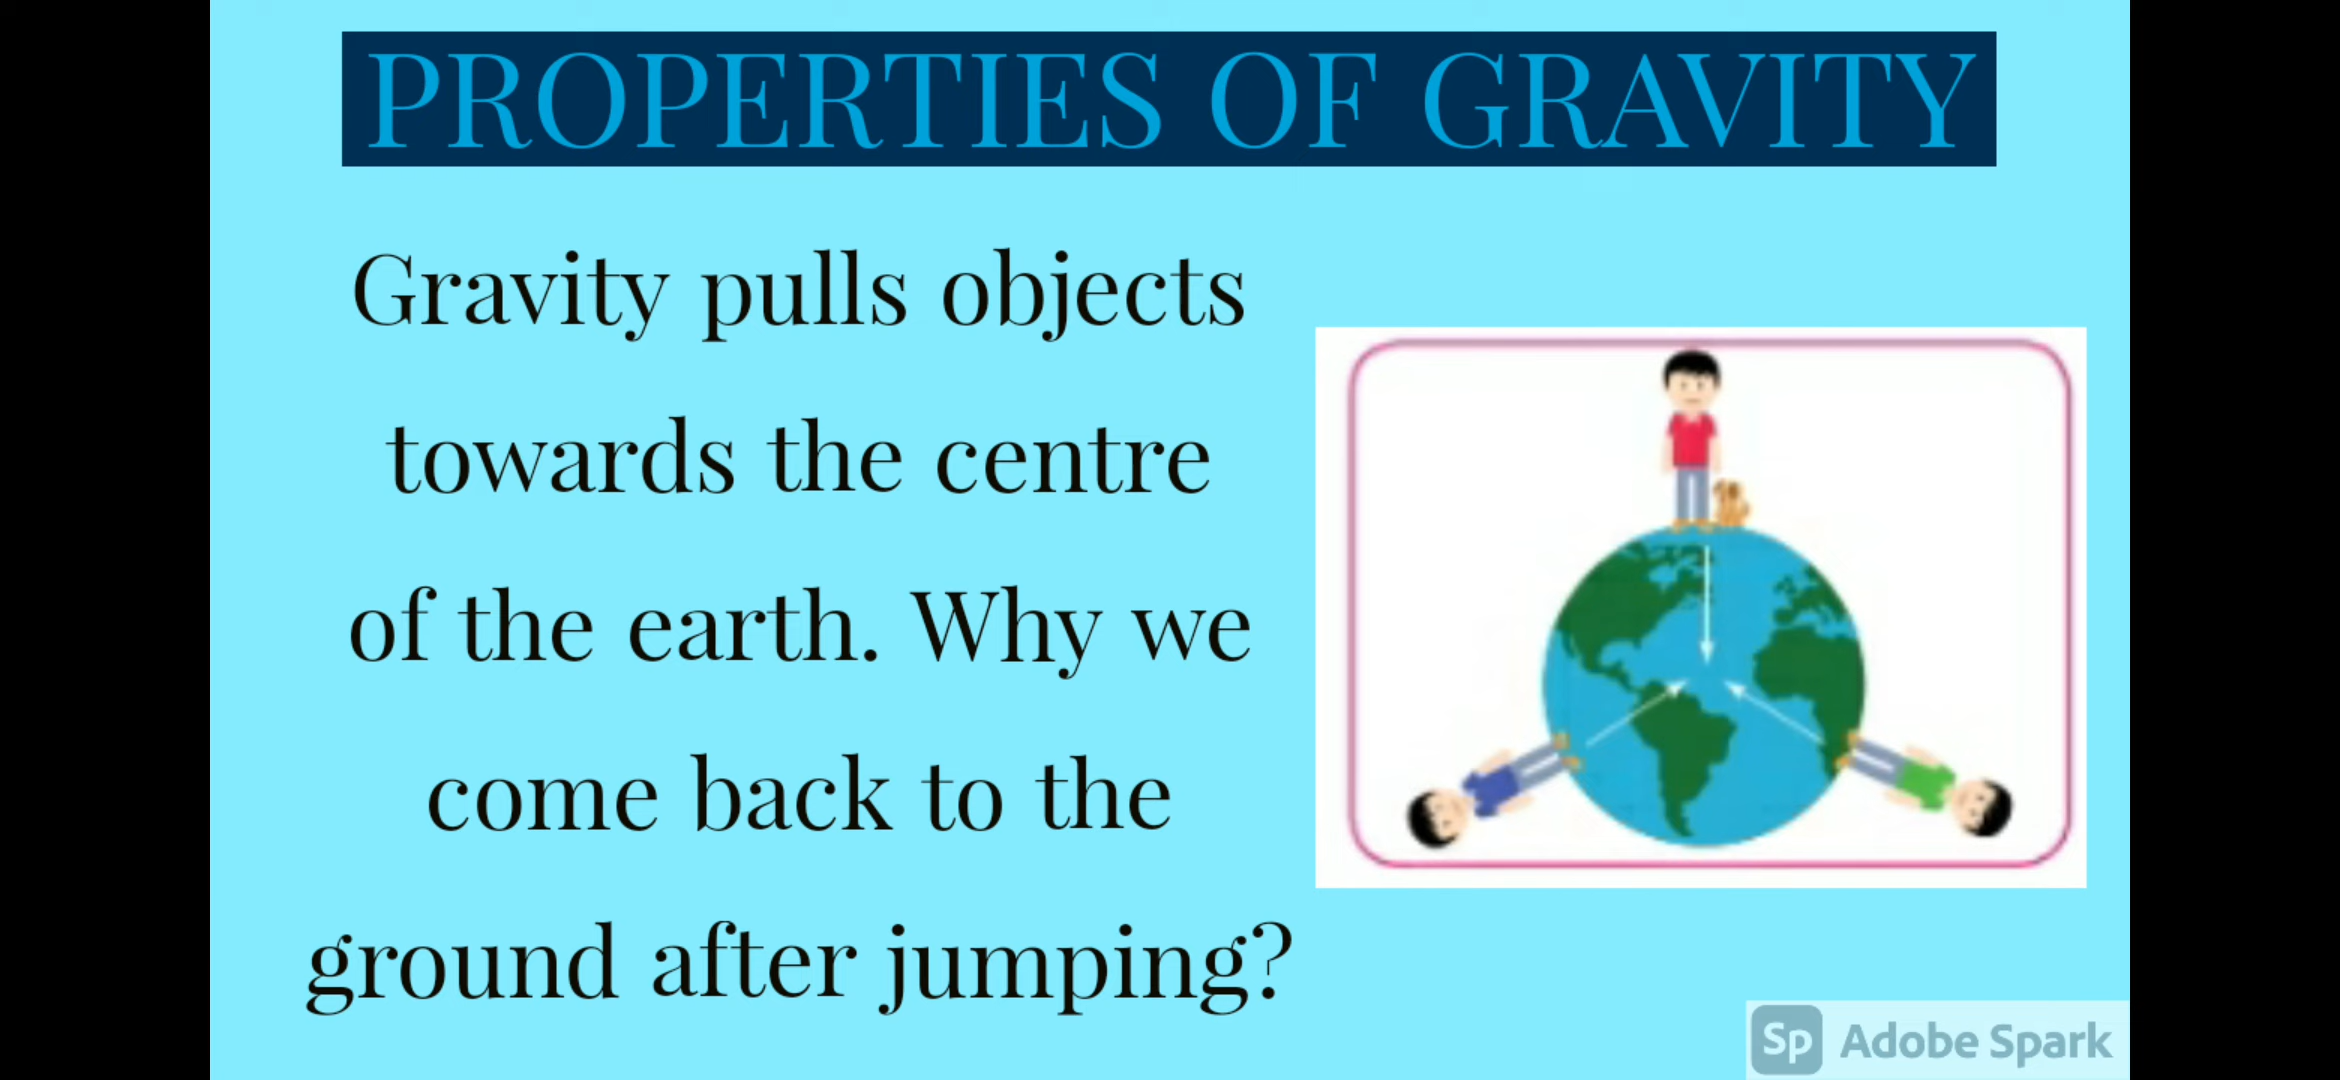 PROPERTIES OF GRAVITY
Gravity pulls objects
towards the centre
of the earth. Why we
come back to the
ground after jumping?
Sp Adobe Spark